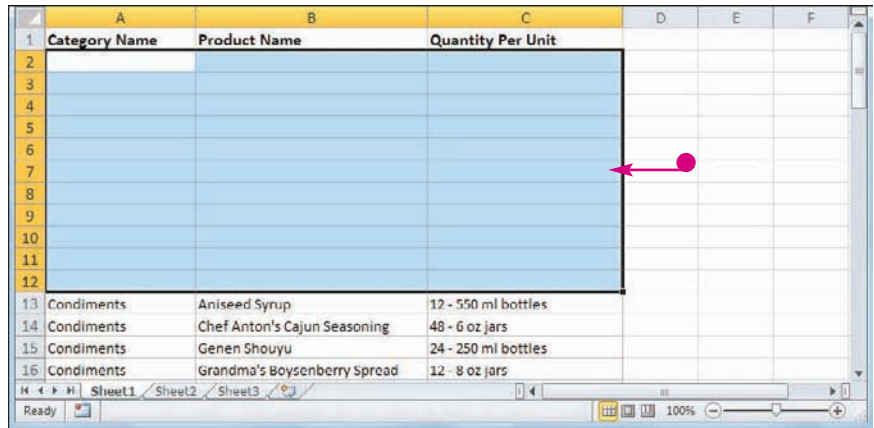 A B C D E F
1 Category Name Product Name Quantity Per Unit
2
3
4
5
6
7
8
9
10
11
12
13 Condiments Aniseed Syrup 12 - 550 ml bottles
14 Condiments Chef Anton's Cajun Seasoning 48 - 6 oz jars
15 Condiments Genen Shouyu 24 - 250 ml bottles
16 Condiments Grandma's Boysenberry Spread 12 - 8 oz jars
Sheet1 Sheet2 Sheet3
Ready 100%